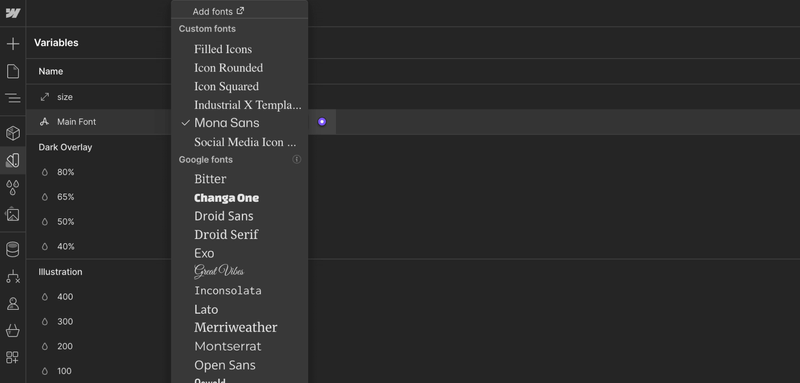 Add fonts
Variables
Custom fonts
Filled Icons
Name
Icon Rounded
Icon Squared
size
Industrial X Templa...
Main Font
Mona Sans
Social Media Icon ...
Dark Overlay
Google fonts
80%
Bitter
65%
Changa One
50%
Droid Sans
Droid Serif
40%
Exo
Illustration
Great Vibes
400
Inconsolata
300
Lato
Merriweather
200
Montserrat
100
Open Sans
Oswald